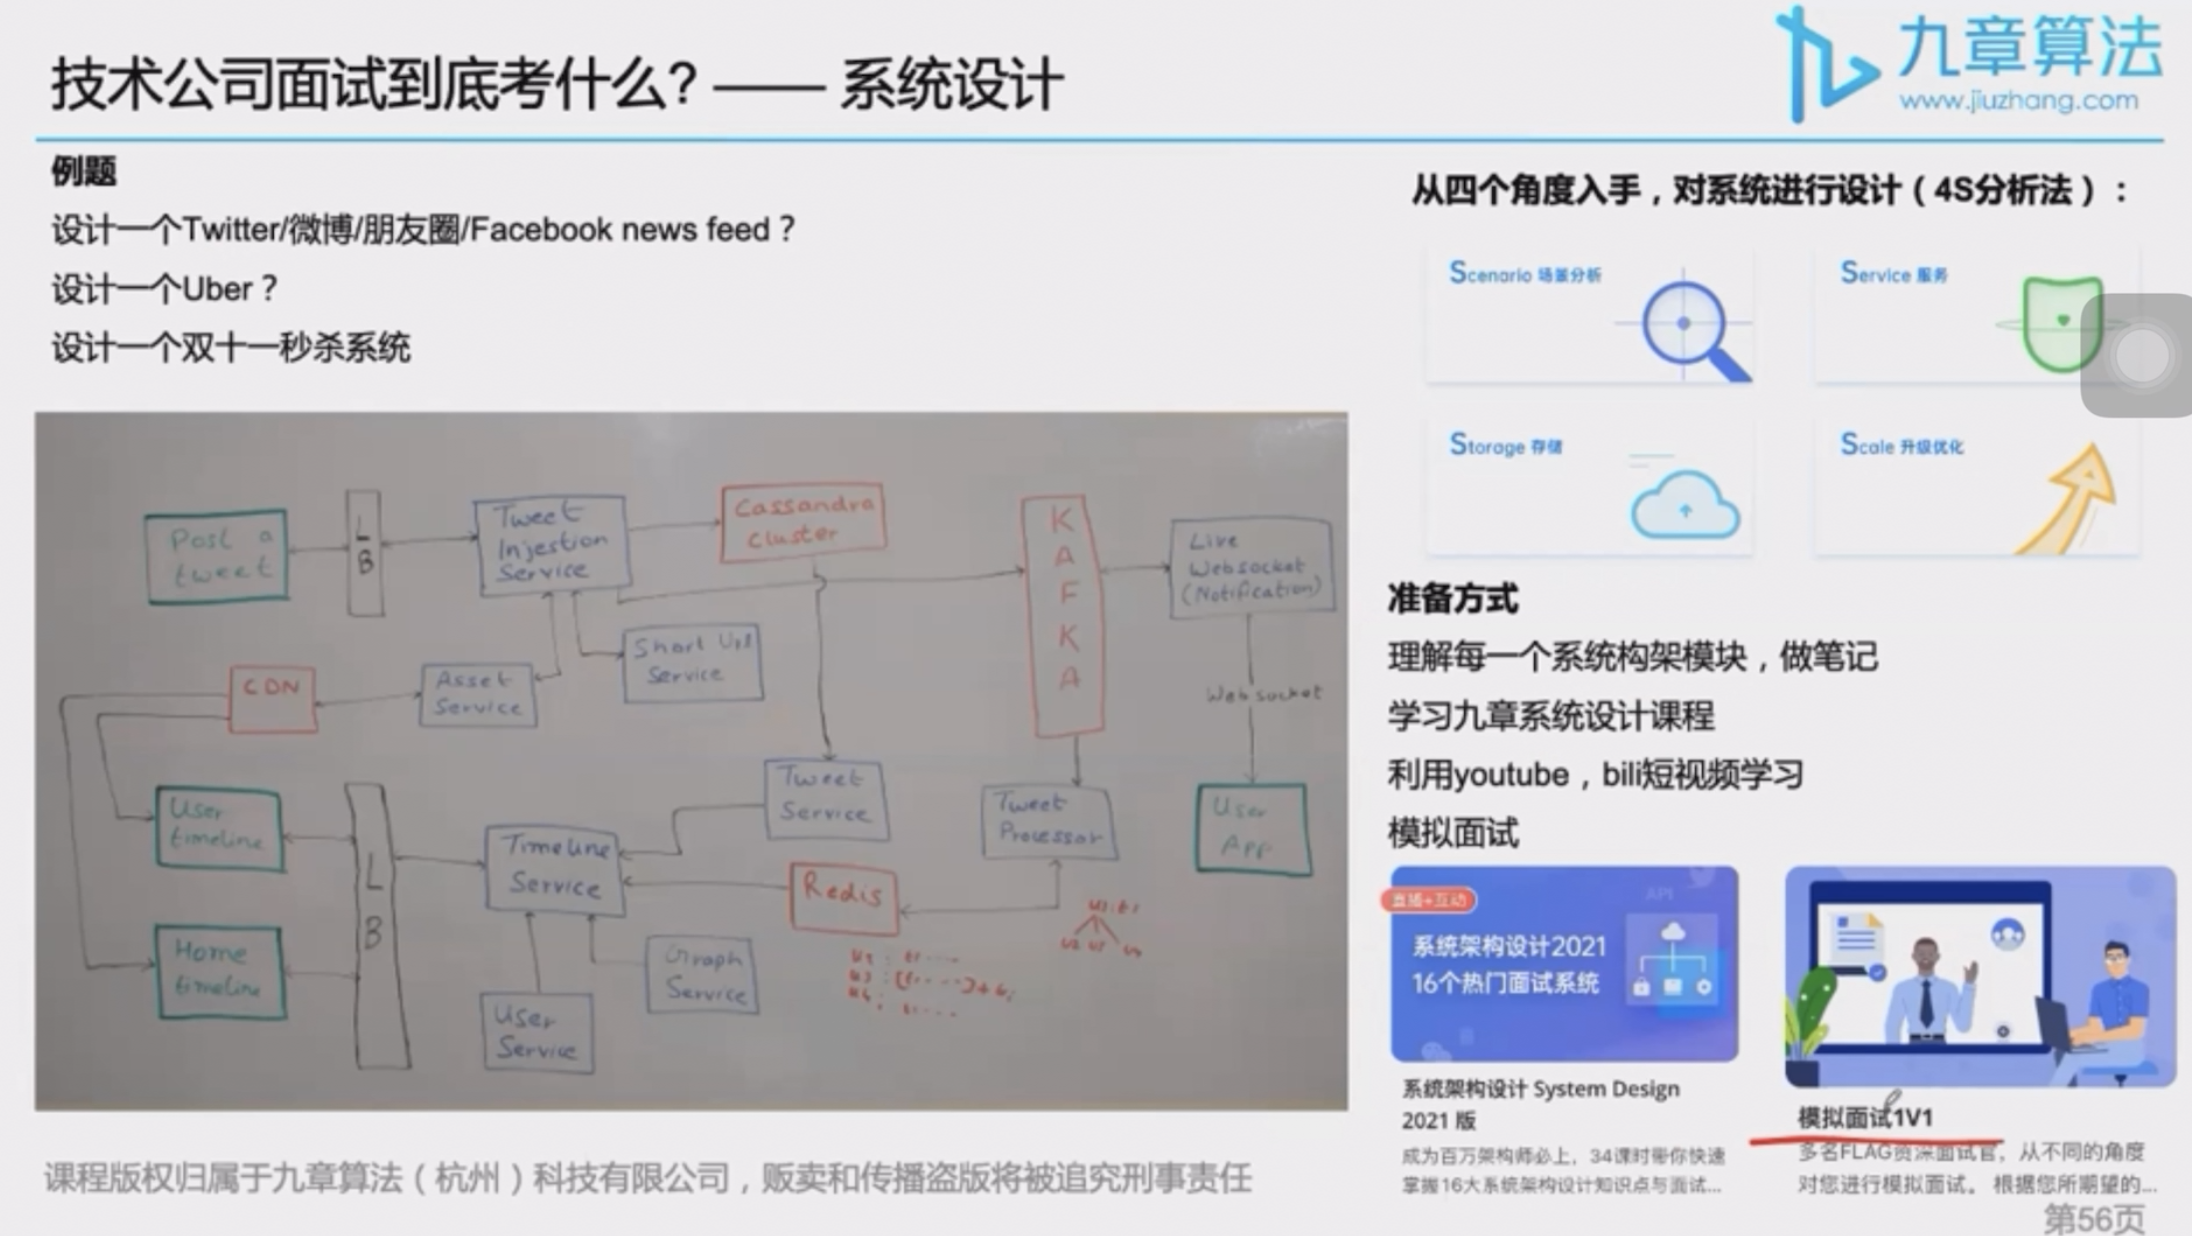 技术公司面试到底考什么？—— 系统设计
九章算法
www.jiuzhang.com
例题
设计一个Twitter/微博/朋友圈/Facebook news feed？
设计一个Uber？
设计一个双十一秒杀系统
从四个角度入手，对系统进行设计（4S分析法）：
Scenario 场景分析
Service 服务
Storage 存储
Scale 升级优化
Post a
tweet
L
B
Tweet
Injestion
Service
Cassandra
Cluster
K
A
F
K
A
Live
Websocket
(Notification)
Short Url
Service
CDN
Asset
Service
Websocket
User
timeline
L
B
Timeline
Service
Tweet
Service
Tweet
Processor
User
App
Redis
Home
timeline
Graph
Service
User
Service
准备方式
理解每一个系统构架模块，做笔记
学习九章系统设计课程
利用youtube，bili短视频学习
模拟面试
直播+互动
API
系统架构设计2021
16个热门面试系统
系统架构设计 System Design
2021 版
成为百万架构师必上，34课时带你快速
掌握16大系统架构设计知识点与面试...
模拟面试1V1
多名FLAG资深面试官，从不同的角度
对您进行模拟面试。 根据您所期望的...
课程版权归属于九章算法（杭州）科技有限公司，贩卖和传播盗版将被追究刑事责任
第56页